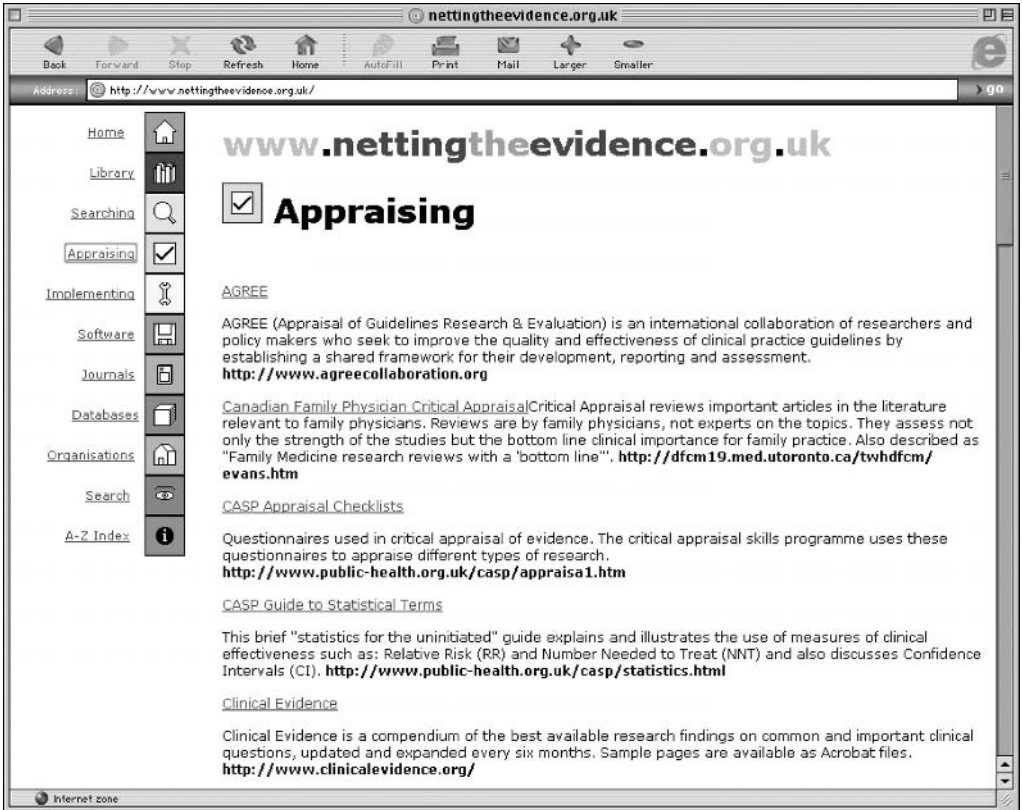 nettingtheevidence.org.uk
Back Forward Stop Refresh Home AutoFill Print Mail Larger Smaller
Address: http://www.nettingtheevidence.org.uk/ go
Home
Library
Searching
Appraising
Implementing
Software
Journals
Databases
Organisations
Search
A-Z Index
www.nettingtheevidence.org.uk
Appraising
AGREE
AGREE (Appraisal of Guidelines Research & Evaluation) is an international collaboration of researchers and
policy makers who seek to improve the quality and effectiveness of clinical practice guidelines by
establishing a shared framework for their development, reporting and assessment.
http://www.agreecollaboration.org
Canadian Family Physician Critical AppraisalCritical Appraisal reviews important articles in the literature
relevant to family physicians. Reviews are by family physicians, not experts on the topics. They assess not
only the strength of the studies but the bottom line clinical importance for family practice. Also described as
"Family Medicine research reviews with a 'bottom line"'. http://dfcm19.med.utoronto.ca/twhdfcm/
evans.htm
CASP Appraisal Checklists
Questionnaires used in critical appraisal of evidence. The critical appraisal skills programme uses these
questionnaires to appraise different types of research.
http://www.public-health.org.uk/casp/appraisa1.htm
CASP Guide to Statistical Terms
This brief "statistics for the uninitiated" guide explains and illustrates the use of measures of clinical
effectiveness such as: Relative Risk (RR) and Number Needed to Treat (NNT) and also discusses Confidence
Intervals (CI). http://www.public-health.org.uk/casp/statistics.html
Clinical Evidence
Clinical Evidence is a compendium of the best available research findings on common and important clinical
questions, updated and expanded every six months. Sample pages are available as Acrobat files.
http://www.clinicalevidence.org/
Internet zone